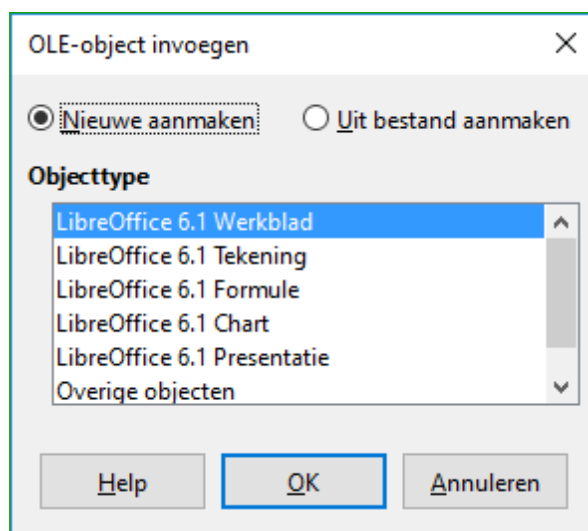 OLE-object invoegen
Nieuwe aanmaken Uit bestand aanmaken
Objecttype
LibreOffice 6.1 Werkblad
LibreOffice 6.1 Tekening
LibreOffice 6.1 Formule
LibreOffice 6.1 Chart
LibreOffice 6.1 Presentatie
Overige objecten
Help OK Annuleren